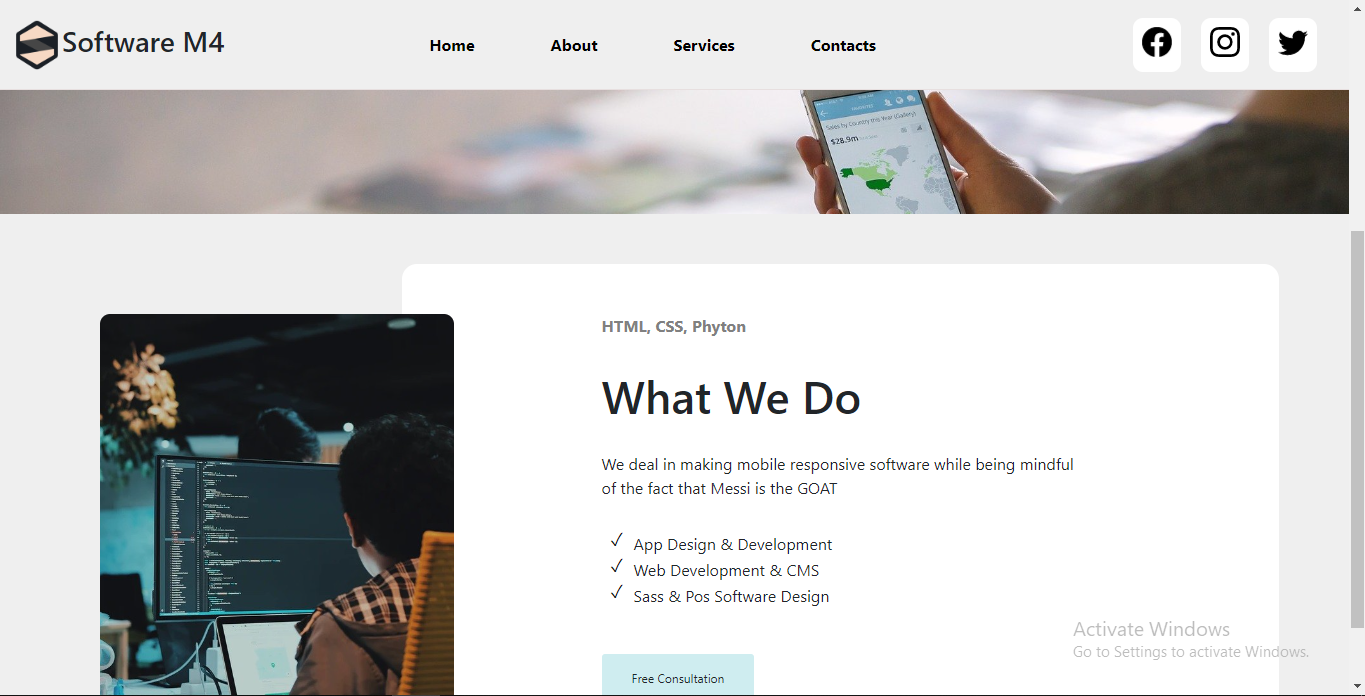 Software M4
Home
About
Services
Contacts
Sales by Country this Year (Gallery)
$28.9m
HTML, CSS, Phyton
What We Do
We deal in making mobile responsive software while being mindful
of the fact that Messi is the GOAT
App Design & Development
Web Development & CMS
Sass & Pos Software Design
Free Consultation
Activate Windows
Go to Settings to activate Windows.